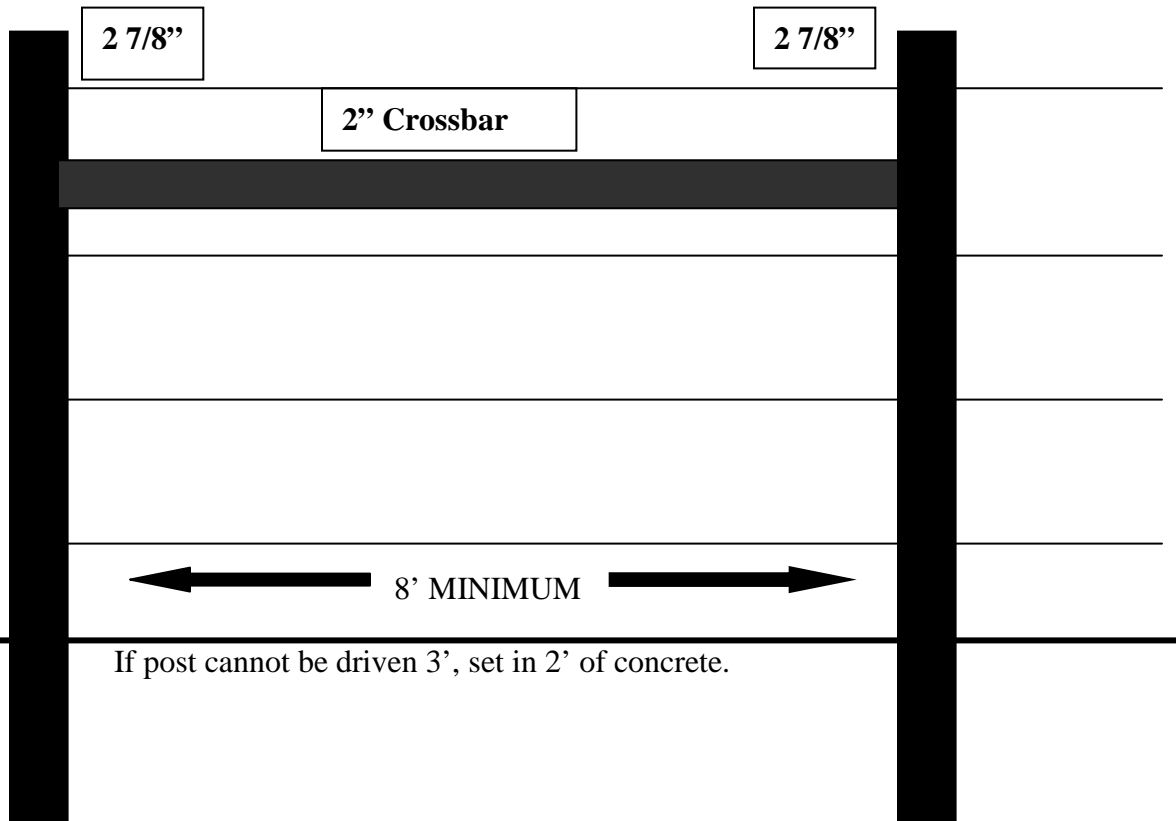 2 7/8”
2 7/8”
2” Crossbar
8’ MINIMUM
If post cannot be driven 3’, set in 2’ of concrete.